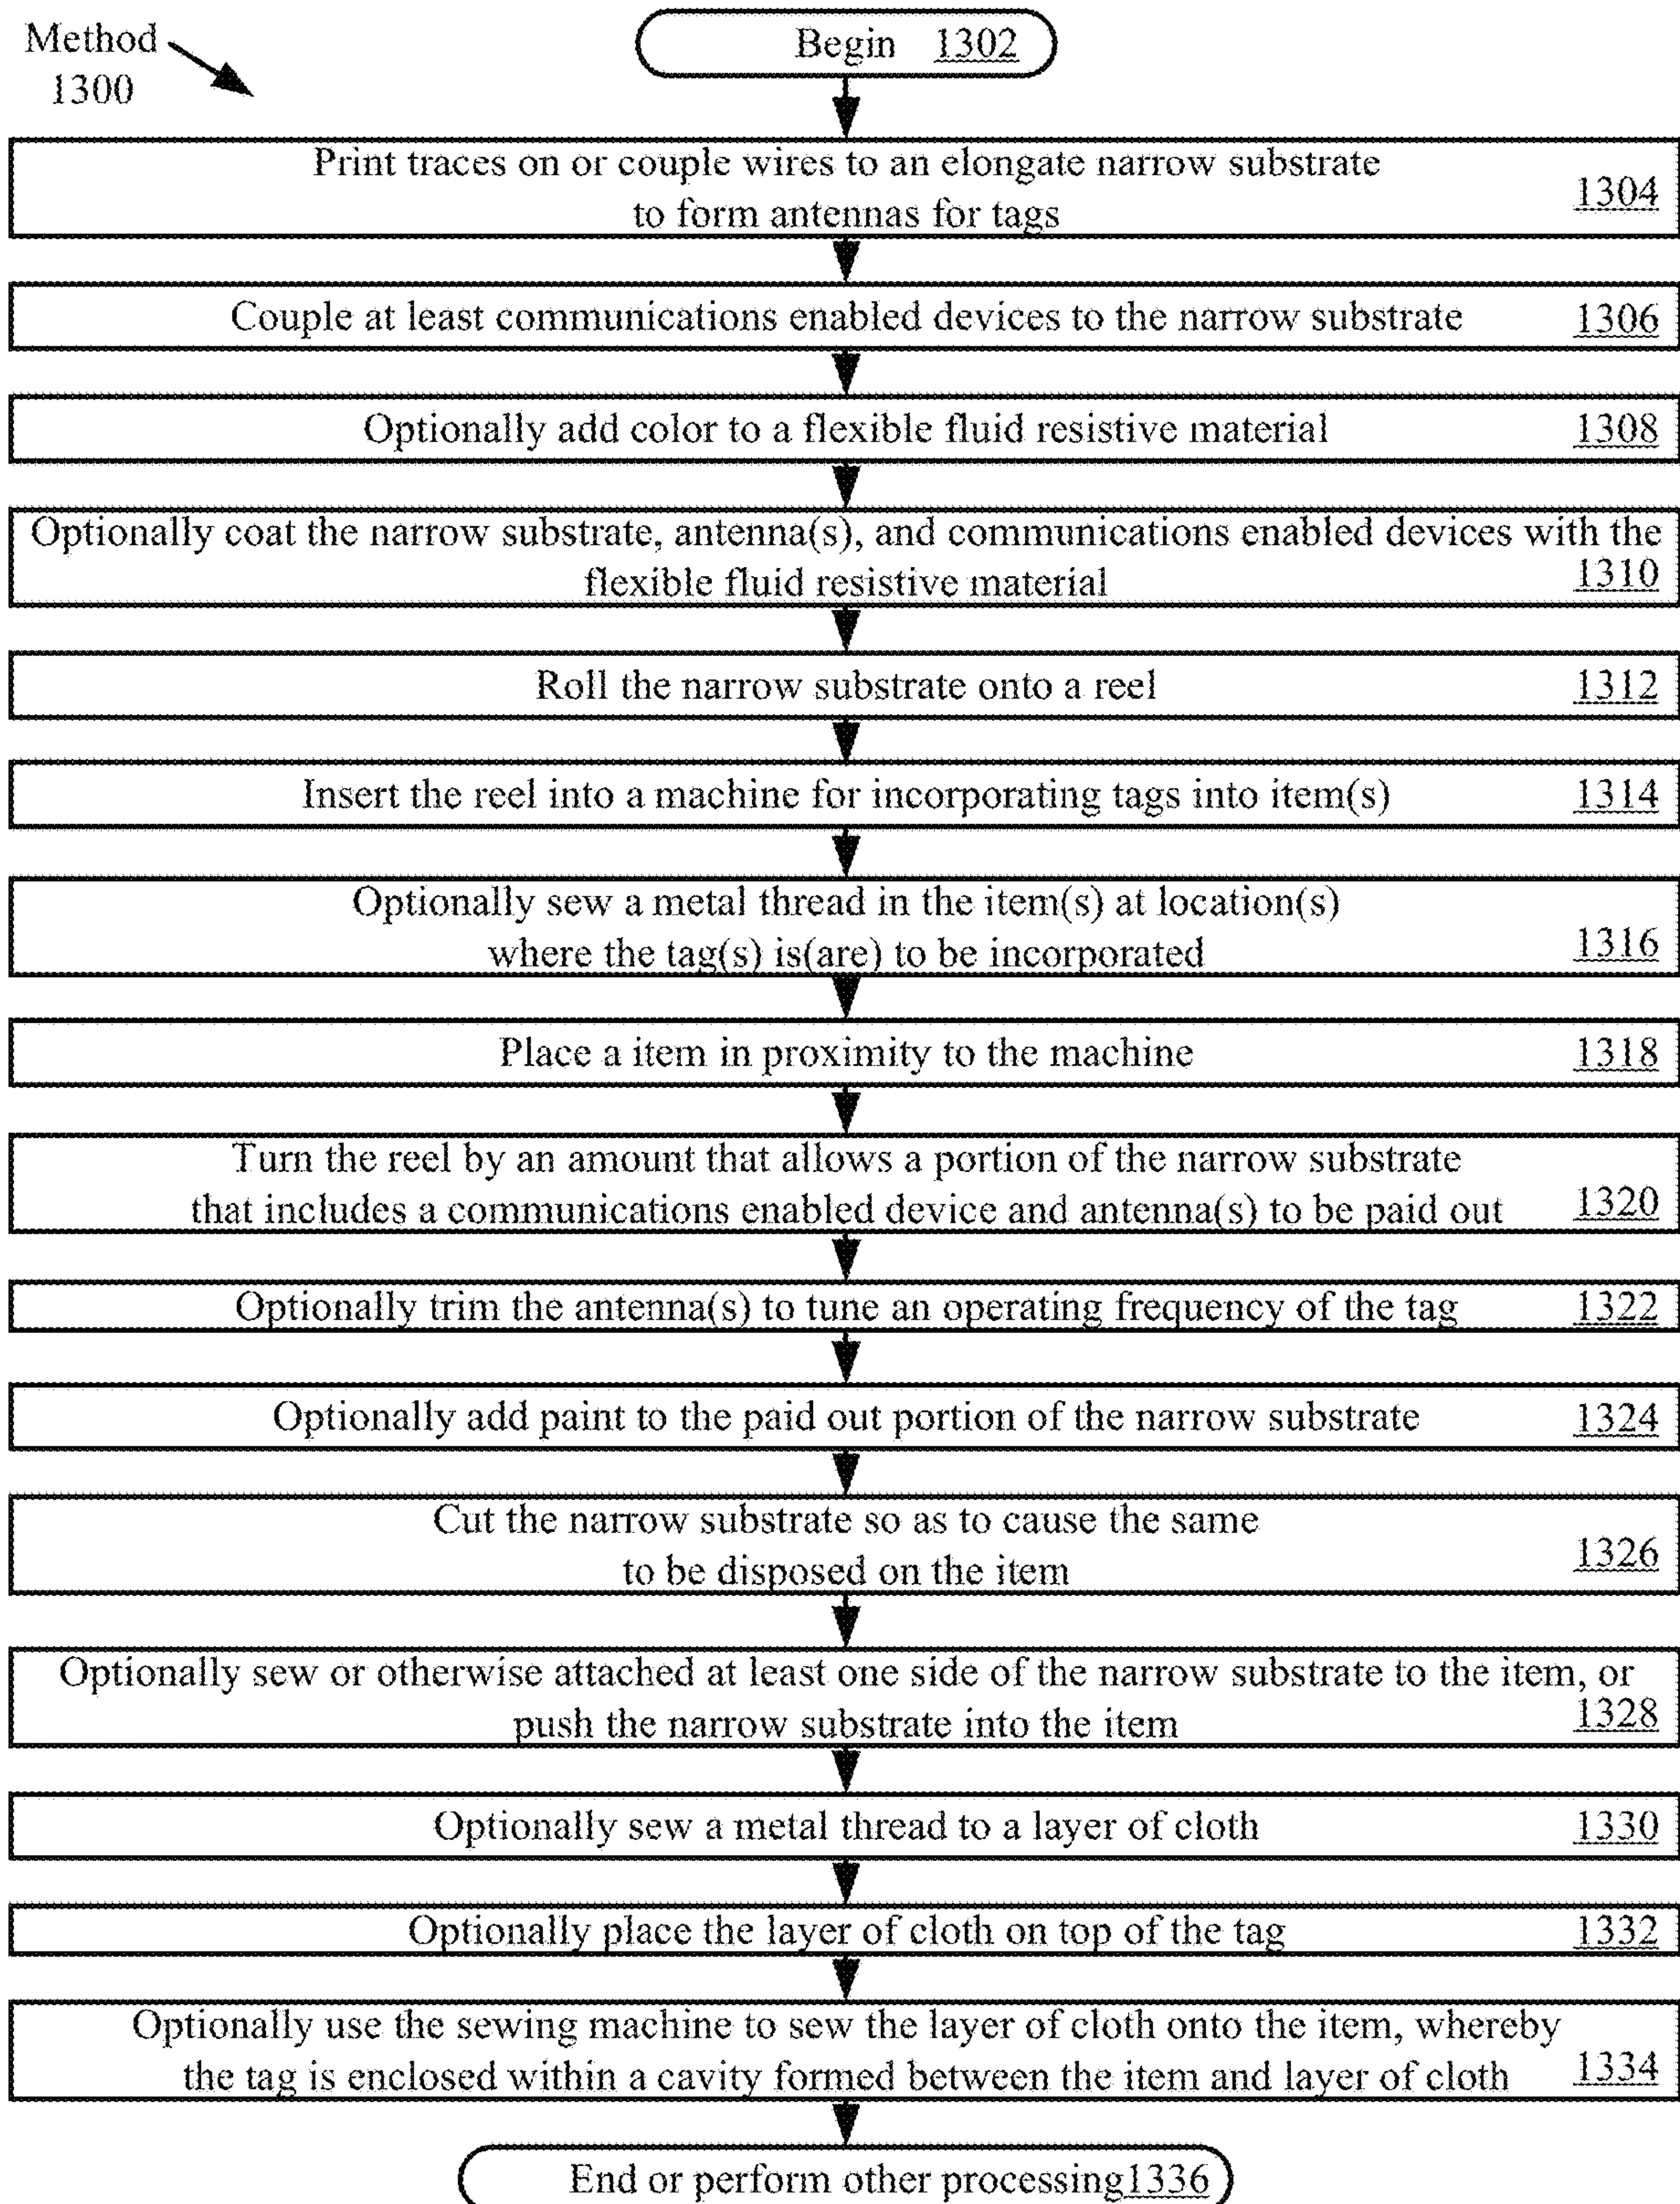 Method
1300
Begin 1302
Print traces on or couple wires to an elongate narrow substrate
to form antennas for tags
1304
Couple at least communications enabled devices to the narrow substrate 1306
Optionally add color to a flexible fluid resistive material 1308
Optionally coat the narrow substrate, antenna(s), and communications enabled devices with the
flexible fluid resistive material 1310
Roll the narrow substrate onto a reel 1312
Insert the reel into a machine for incorporating tags into item(s) 1314
Optionally sew a metal thread in the item(s) at location(s)
where the tag(s) is(are) to be incorporated 1316
Place a item in proximity to the machine 1318
Turn the reel by an amount that allows a portion of the narrow substrate
that includes a communications enabled device and antenna(s) to be paid out 1320
Optionally trim the antenna(s) to tune an operating frequency of the tag 1322
Optionally add paint to the paid out portion of the narrow substrate 1324
Cut the narrow substrate so as to cause the same
to be disposed on the item 1326
Optionally sew or otherwise attached at least one side of the narrow substrate to the item, or
push the narrow substrate into the item 1328
Optionally sew a metal thread to a layer of cloth 1330
Optionally place the layer of cloth on top of the tag 1332
Optionally use the sewing machine to sew the layer of cloth onto the item, whereby
the tag is enclosed within a cavity formed between the item and layer of cloth 1334
End or perform other processing 1336